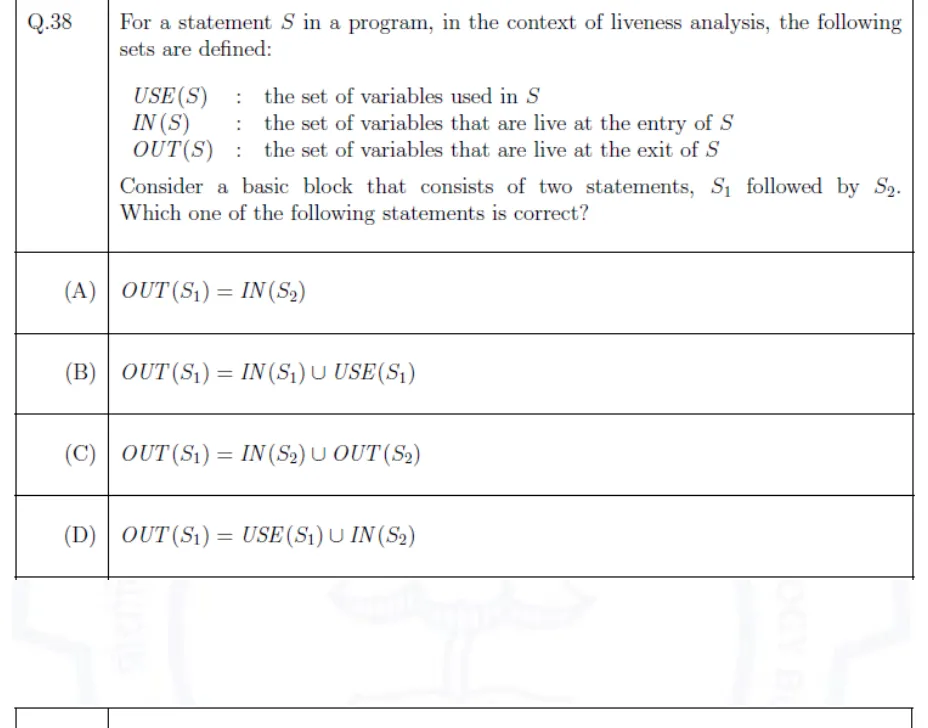 Q.38 For a statement S in a program, in the context of liveness analysis, the following
sets are defined:
USE(S) : the set of variables used in S
IN(S) : the set of variables that are live at the entry of S
OUT(S) : the set of variables that are live at the exit of S
Consider a basic block that consists of two statements, S₁ followed by S₂.
Which one of the following statements is correct?
(A) OUT(S₁) = IN(S₂)
(B) OUT(S₁) = IN(S₁) ∪ USE(S₁)
(C) OUT(S₁) = IN(S₂) ∪ OUT(S₂)
(D) OUT(S₁) = USE(S₁) ∪ IN(S₂)